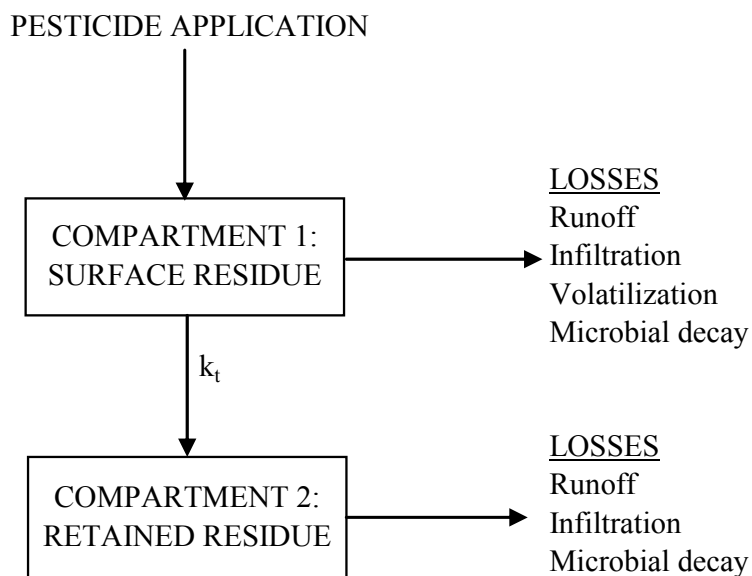 PESTICIDE APPLICATION
COMPARTMENT 1:
SURFACE RESIDUE
LOSSES
Runoff
Infiltration
Volatilization
Microbial decay
kt
COMPARTMENT 2:
RETAINED RESIDUE
LOSSES
Runoff
Infiltration
Microbial decay